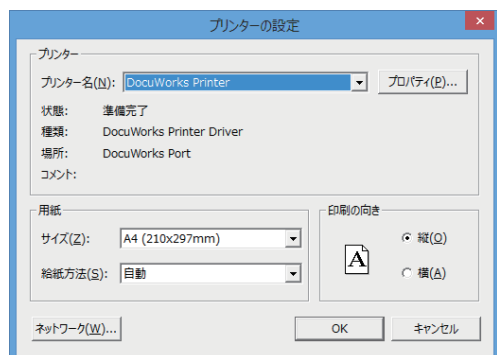 プリンターの設定
プリンター
プリンター名(N): DocuWorks Printer プロパティ(P)...
状態: 準備完了
種類: DocuWorks Printer Driver
場所: DocuWorks Port
コメント:
用紙 印刷の向き
サイズ(Z): A4 (210x297mm) 縦(O)
A
給紙方法(S): 自動 横(A)
ネットワーク(W)... OK キャンセル